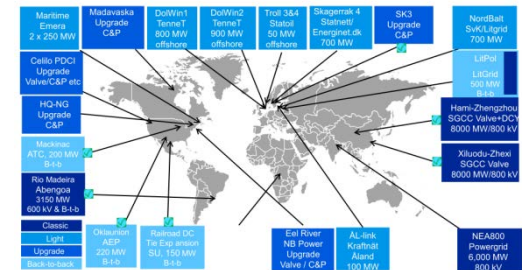 Maritime
Emera
2 x 250 MW
Madavaska
Upgrade
C&P
DolWin1
TenneT
800 MW
offshore
DolWin2
TenneT
900 MW
offshore
Troll 3&4
Statoil
50 MW
offshore
Skagerrak 4
Statnett/
Energinet.dk
700 MW
SK3
Upgrade
C&P
NordBalt
SvK/Litgrid
700 MW
Celilo PDCI
Upgrade
Valve/C&P etc
LitPol
LitGrid
500 MW
B-t-b
HQ-NG
Upgrade
C&P
Hami-Zhengzhou
SGCC Valve+DCY
8000 MW/800 kV
Mackinac
ATC, 200 MW
B-t-b
Xiluodu-Zhexi
SGCC Valve
8000 MW/800 kV
Rio Madeira
Abengoa
3150 MW
600 kV & B-t-b
Classic
Light
Upgrade
Back-to-back
Oklaunion
AEP
220 MW
B-t-b
Railroad DC
Tie Exp ansion
SU, 150 MW
B-t-b
Eel River
NB Power
Upgrade
Valve / C&P
ÅL-link
Kraftnät
Åland
100 MW
NEA800
Powergrid
6,000 MW
800 kV